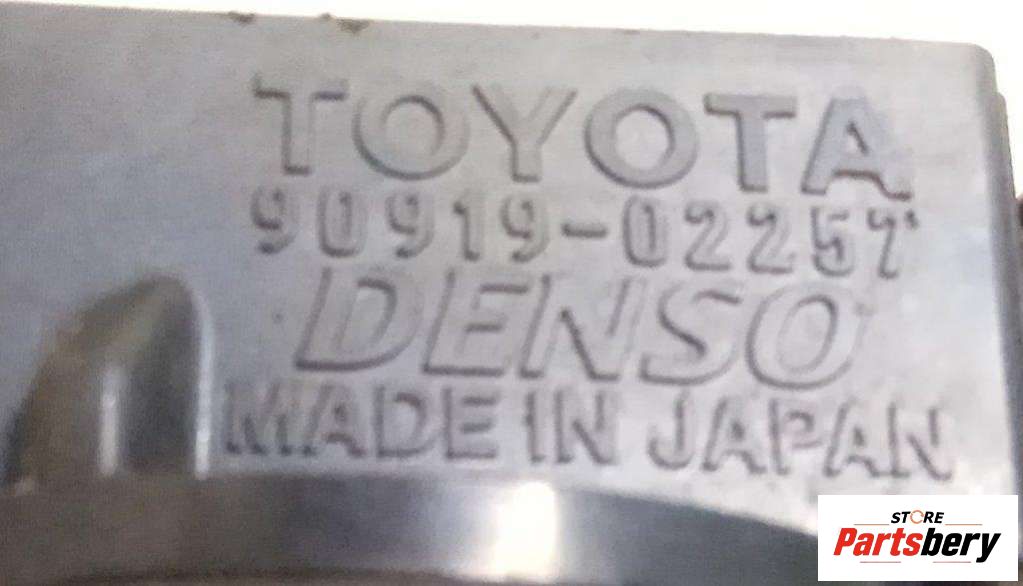 TOYOTA
90919-02257
DENSO
MADE IN JAPAN
STORE
Partsbery